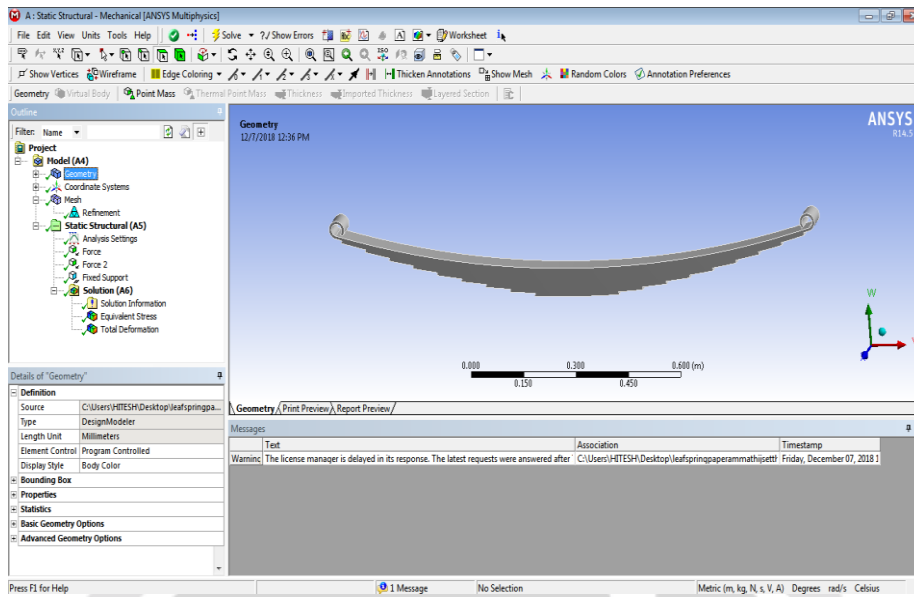 A : Static Structural - Mechanical [ANSYS Multiphysics]
File Edit View Units Tools Help Solve ?/ Show Errors A Worksheet
Show Vertices Wireframe Edge Coloring Thicken Annotations Show Mesh Random Colors Annotation Preferences
Geometry Virtual Body Point Mass Thermal Point Mass Thickness Imported Thickness Layered Section
Outline
Filter: Name
Project
Model (A4)
Geometry
Coordinate Systems
Mesh
Refinement
Static Structural (A5)
Analysis Settings
Force
Force 2
Fixed Support
Solution (A6)
Solution Information
Equivalent Stress
Total Deformation
Geometry
12/7/2018 12:36 PM
ANSYS
R14.5
W
0.000 0.300 0.600 (m)
0.150 0.450
Details of "Geometry"
Definition
Source C:\Users\HITESH\Desktop\leafspringpa...
Type DesignModeler
Length Unit Millimeters
Element Control Program Controlled
Display Style Body Color
Bounding Box
Properties
Statistics
Basic Geometry Options
Advanced Geometry Options
Geometry Print Preview Report Preview
Messages
Text Association Timestamp
Warning The license manager is delayed in its response. The latest requests were answered after C:\Users\HITESH\Desktop\leafspringpaperammathijsetth Friday, December 07, 2018 1
Press F1 for Help 1 Message No Selection Metric (m, kg, N, s, V, A) Degrees rad/s Celsius